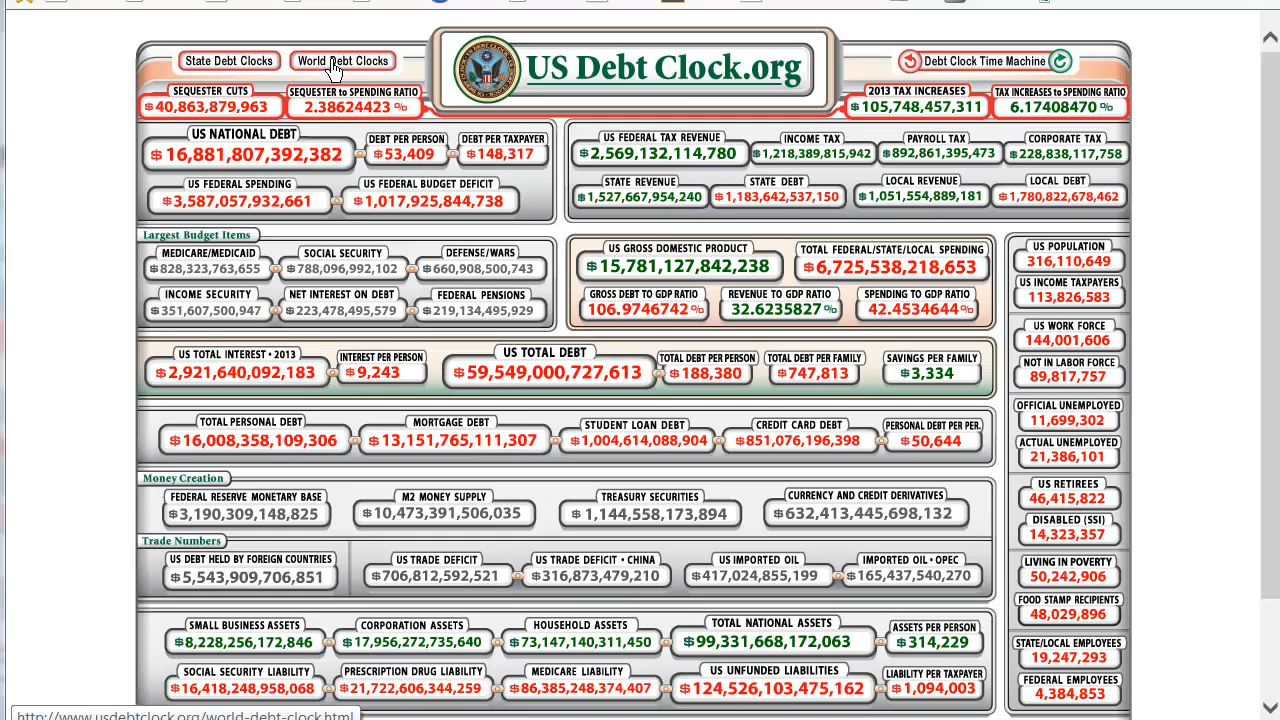 State Debt Clocks
World Debt Clocks
US Debt Clock.org
Debt Clock Time Machine
SEQUESTER CUTS
$40,863,879,963
SEQUESTER to SPENDING RATIO
2.38624423 %
2013 TAX INCREASES
$105,748,457,311
TAX INCREASES to SPENDING RATIO
6.17408470 %
US NATIONAL DEBT
$16,881,807,392,382
DEBT PER PERSON
$53,409
DEBT PER TAXPAYER
$148,317
US FEDERAL SPENDING
$3,587,057,932,661
US FEDERAL BUDGET DEFICIT
$1,017,925,844,738
US FEDERAL TAX REVENUE
$2,569,132,114,780
INCOME TAX
$1,218,389,815,942
PAYROLL TAX
$892,861,395,473
CORPORATE TAX
$228,838,117,758
STATE REVENUE
$1,527,667,954,240
STATE DEBT
$1,183,642,537,150
LOCAL REVENUE
$1,051,554,889,181
LOCAL DEBT
$1,780,822,678,462
Largest Budget Items
MEDICARE/MEDICAID
$828,323,763,655
SOCIAL SECURITY
$788,096,992,102
DEFENSE/WARS
$660,908,500,743
INCOME SECURITY
$351,607,500,947
NET INTEREST ON DEBT
$223,478,495,579
FEDERAL PENSIONS
$219,134,495,929
US GROSS DOMESTIC PRODUCT
$15,781,127,842,238
TOTAL FEDERAL/STATE/LOCAL SPENDING
$6,725,538,218,653
GROSS DEBT TO GDP RATIO
106.9746742 %
REVENUE TO GDP RATIO
32.6235827 %
SPENDING TO GDP RATIO
42.4534644 %
US TOTAL INTEREST • 2013
$2,921,640,092,183
INTEREST PER PERSON
$9,243
US TOTAL DEBT
$59,549,000,727,613
TOTAL DEBT PER PERSON
$188,380
TOTAL DEBT PER FAMILY
$747,813
SAVINGS PER FAMILY
$3,334
TOTAL PERSONAL DEBT
$16,008,358,109,306
MORTGAGE DEBT
$13,151,765,111,307
STUDENT LOAN DEBT
$1,004,614,088,904
CREDIT CARD DEBT
$851,076,196,398
PERSONAL DEBT PER PER.
$50,644
Money Creation
FEDERAL RESERVE MONETARY BASE
$3,190,309,148,825
M2 MONEY SUPPLY
$10,473,391,506,035
TREASURY SECURITIES
$1,144,558,173,894
CURRENCY AND CREDIT DERIVATIVES
$632,413,445,698,132
Trade Numbers
US DEBT HELD BY FOREIGN COUNTRIES
$5,543,909,706,851
US TRADE DEFICIT
$706,812,592,521
US TRADE DEFICIT • CHINA
$316,873,479,210
US IMPORTED OIL
$417,024,855,199
IMPORTED OIL • OPEC
$165,437,540,270
SMALL BUSINESS ASSETS
$8,228,256,172,846
CORPORATION ASSETS
$17,956,272,735,640
HOUSEHOLD ASSETS
$73,147,140,311,450
TOTAL NATIONAL ASSETS
$99,331,668,172,063
ASSETS PER PERSON
$314,229
SOCIAL SECURITY LIABILITY
$16,418,248,958,068
PRESCRIPTION DRUG LIABILITY
$21,722,606,344,259
MEDICARE LIABILITY
$86,385,248,374,407
US UNFUNDED LIABILITIES
$124,526,103,475,162
LIABILITY PER TAXPAYER
$1,094,003
US POPULATION
316,110,649
US INCOME TAXPAYERS
113,826,583
US WORK FORCE
144,001,606
NOT IN LABOR FORCE
89,817,757
OFFICIAL UNEMPLOYED
11,699,302
ACTUAL UNEMPLOYED
21,386,101
US RETIREES
46,415,822
DISABLED (SSI)
14,323,357
LIVING IN POVERTY
50,242,906
FOOD STAMP RECIPIENTS
48,029,896
STATE/LOCAL EMPLOYEES
19,247,293
FEDERAL EMPLOYEES
4,384,853
http://www.usdebtclock.org/world-debt-clock.html